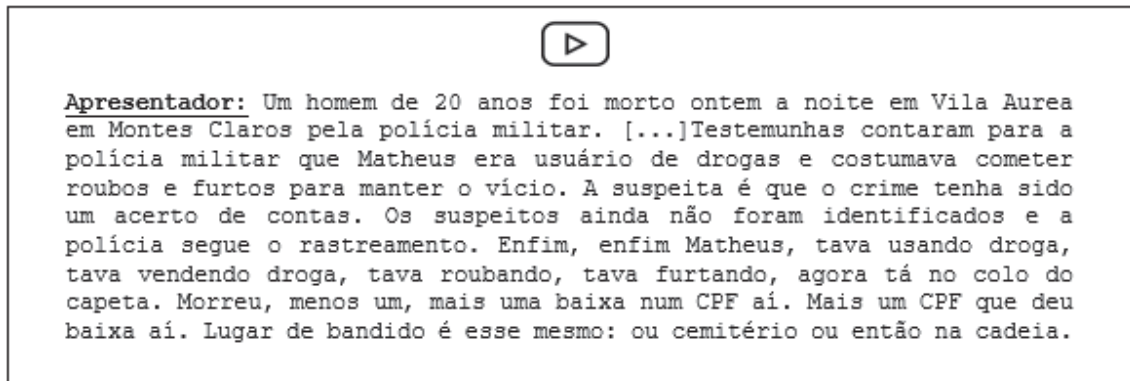 Apresentador: Um homem de 20 anos foi morto ontem a noite em Vila Aurea
em Montes Claros pela polícia militar. [...]Testemunhas contaram para a
polícia militar que Matheus era usuário de drogas e costumava cometer
roubos e furtos para manter o vício. A suspeita é que o crime tenha sido
um acerto de contas. Os suspeitos ainda não foram identificados e a
polícia segue o rastreamento. Enfim, enfim Matheus, tava usando droga,
tava vendendo droga, tava roubando, tava furtando, agora tá no colo do
capeta. Morreu, menos um, mais uma baixa num CPF aí. Mais um CPF que deu
baixa aí. Lugar de bandido é esse mesmo: ou cemitério ou então na cadeia.